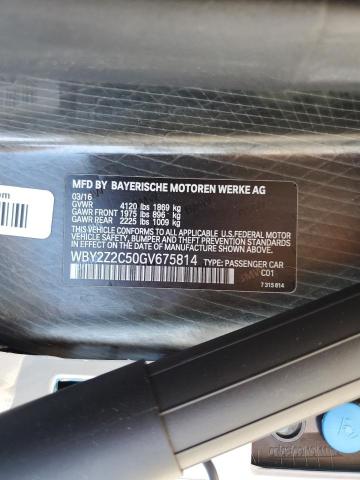 MFD BY BAYERISCHE MOTOREN WERKE AG
03/16
GVWR 4120 lbs 1869 kg
GAWR FRONT 1975 lbs 896 kg
GAWR REAR 2225 lbs 1009 kg
THIS VEHICLE CONFORMS TO ALL APPLICABLE U.S.FEDERAL MOTOR
VEHICLE SAFETY, BUMPER AND THEFT PREVENTION
STANDARDS IN EFFECT ON THE DATE OF
MANUFACTURE SHOWN ABOVE.
WBY2Z2C50GV675814 TYPE: PASSENGER CAR
C01
7 315 814
om